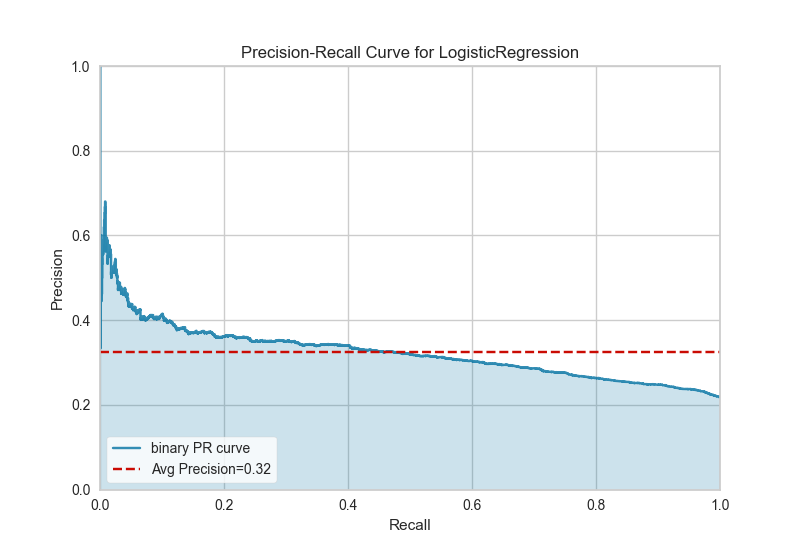 Precision-Recall Curve for LogisticRegression
1.0
0.8
0.6
0.4
0.2
0.0
Precision
binary PR curve
Avg Precision=0.32
0.0 0.2 0.4 0.6 0.8 1.0
Recall